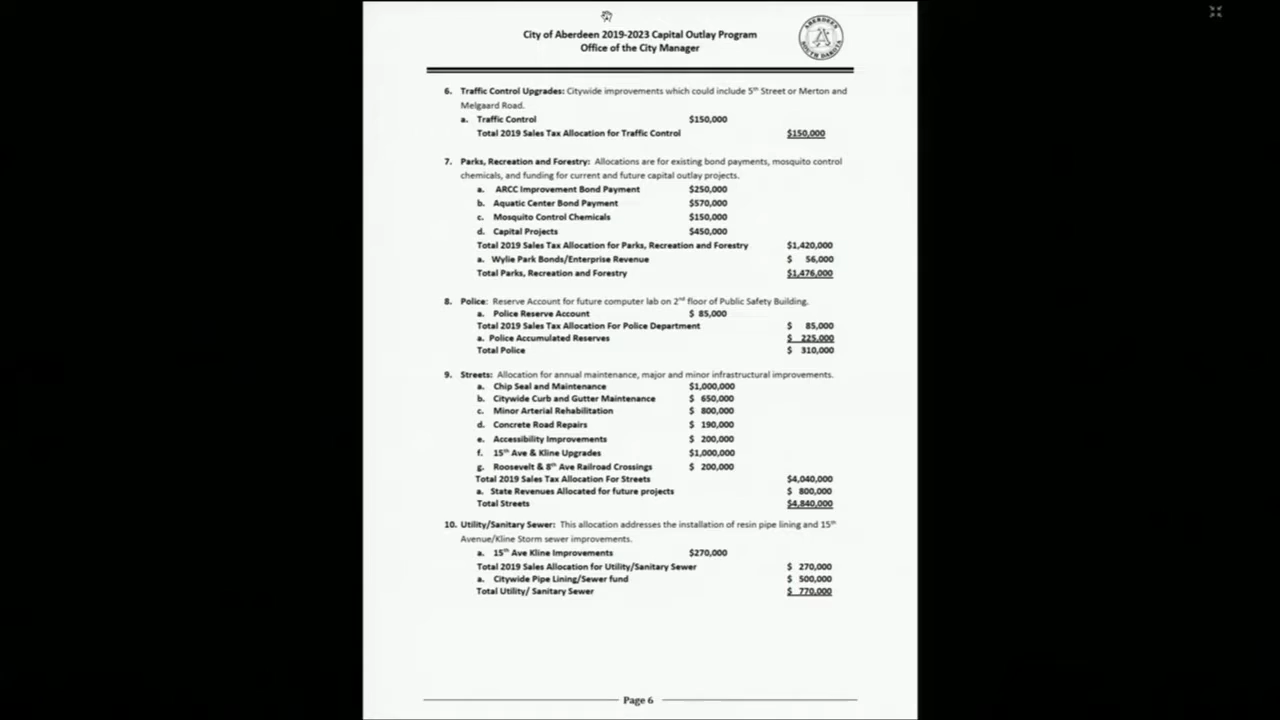 City of Aberdeen 2019-2023 Capital Outlay Program
Office of the City Manager
ABERDEEN
A
SOUTH DAKOTA
6. Traffic Control Upgrades: Citywide improvements which could include 5th Street or Merton and
Melgaard Road.
a. Traffic Control $150,000
Total 2019 Sales Tax Allocation for Traffic Control $150,000
7. Parks, Recreation and Forestry: Allocations are for existing bond payments, mosquito control
chemicals, and funding for current and future capital outlay projects.
a. ARCC Improvement Bond Payment $250,000
b. Aquatic Center Bond Payment $570,000
c. Mosquito Control Chemicals $150,000
d. Capital Projects $450,000
Total 2019 Sales Tax Allocation for Parks, Recreation and Forestry $1,420,000
a. Wylie Park Bonds/Enterprise Revenue $ 56,000
Total Parks, Recreation and Forestry $1,476,000
8. Police: Reserve Account for future computer lab on 2nd floor of Public Safety Building.
a. Police Reserve Account $ 85,000
Total 2019 Sales Tax Allocation For Police Department $ 85,000
a. Police Accumulated Reserves $ 225,000
Total Police $ 310,000
9. Streets: Allocation for annual maintenance, major and minor infrastructural improvements.
a. Chip Seal and Maintenance $1,000,000
b. Citywide Curb and Gutter Maintenance $ 650,000
c. Minor Arterial Rehabilitation $ 800,000
d. Concrete Road Repairs $ 190,000
e. Accessibility Improvements $ 200,000
f. 15th Ave & Kline Upgrades $1,000,000
g. Roosevelt & 8th Ave Railroad Crossings $ 200,000
Total 2019 Sales Tax Allocation For Streets $4,040,000
a. State Revenues Allocated for future projects $ 800,000
Total Streets $4,840,000
10. Utility/Sanitary Sewer: This allocation addresses the installation of resin pipe lining and 15th
Avenue/Kline Storm sewer improvements.
a. 15th Ave Kline Improvements $270,000
Total 2019 Sales Allocation for Utility/Sanitary Sewer $ 270,000
a. Citywide Pipe Lining/Sewer fund $ 500,000
Total Utility/ Sanitary Sewer $ 770,000
Page 6